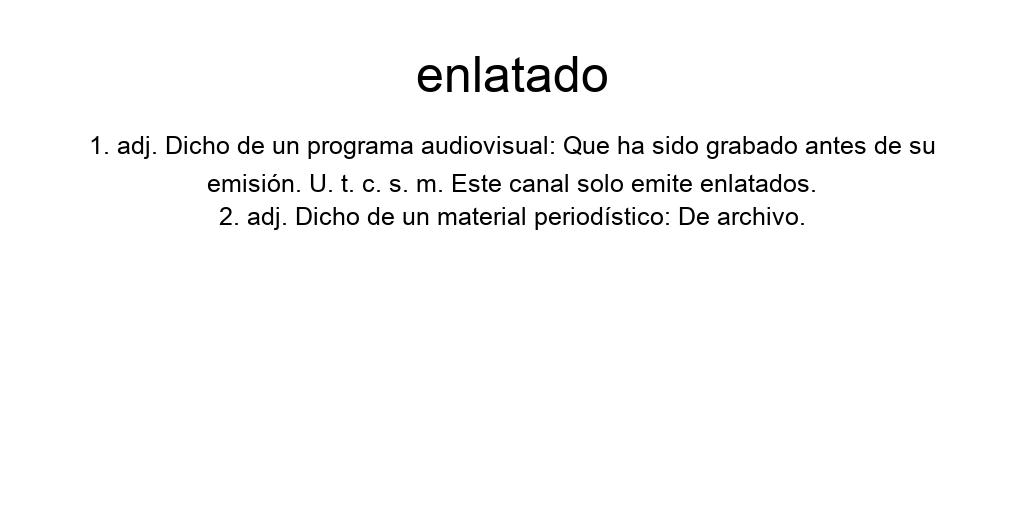 enlatado
1. adj. Dicho de un programa audiovisual: Que ha sido grabado antes de su
emisión. U. t. c. s. m. Este canal solo emite enlatados.
2. adj. Dicho de un material periodístico: De archivo.